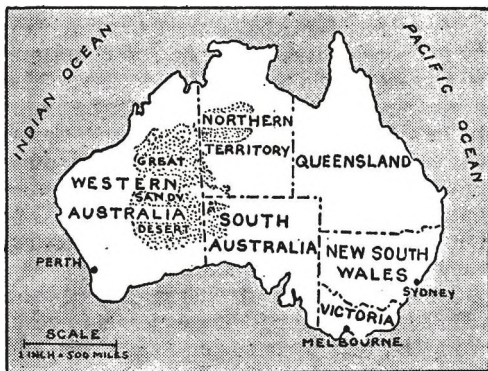 INDIAN OCEAN
PACIFIC
OCEAN
NORTHERN
TERRITORY
QUEENSLAND
GREAT
WESTERN
SANDY
AUSTRALIA
DESERT
SOUTH
AUSTRALIA
PERTH
NEW SOUTH
WALES
SYDNEY
VICTORIA
MELBOURNE
SCALE
1 INCH = 500 MILES